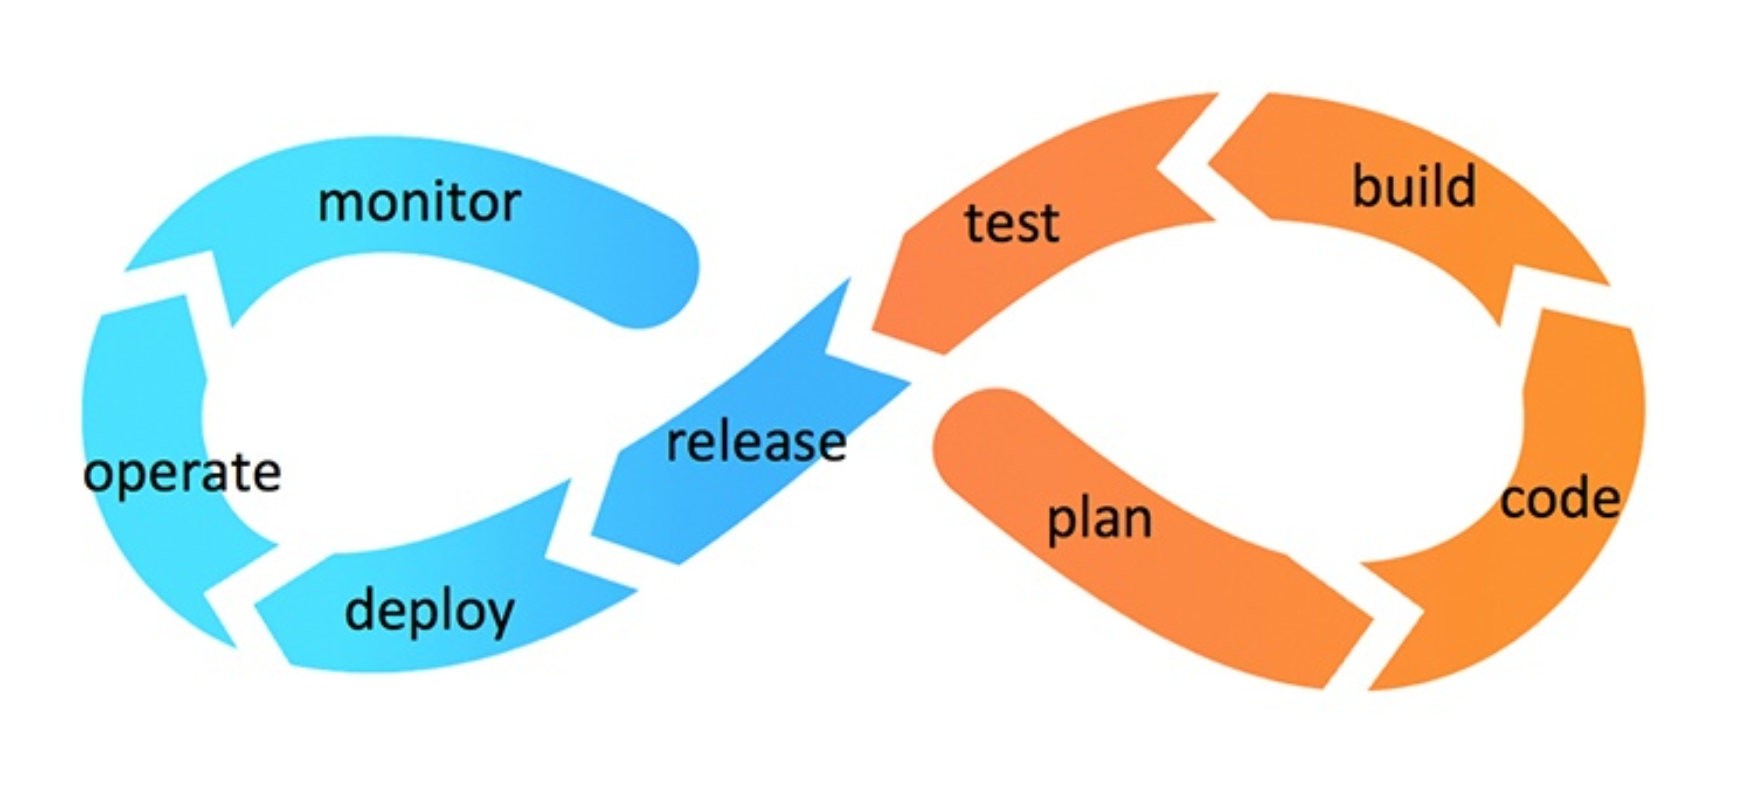 monitor
test
build
release
operate
plan
code
deploy